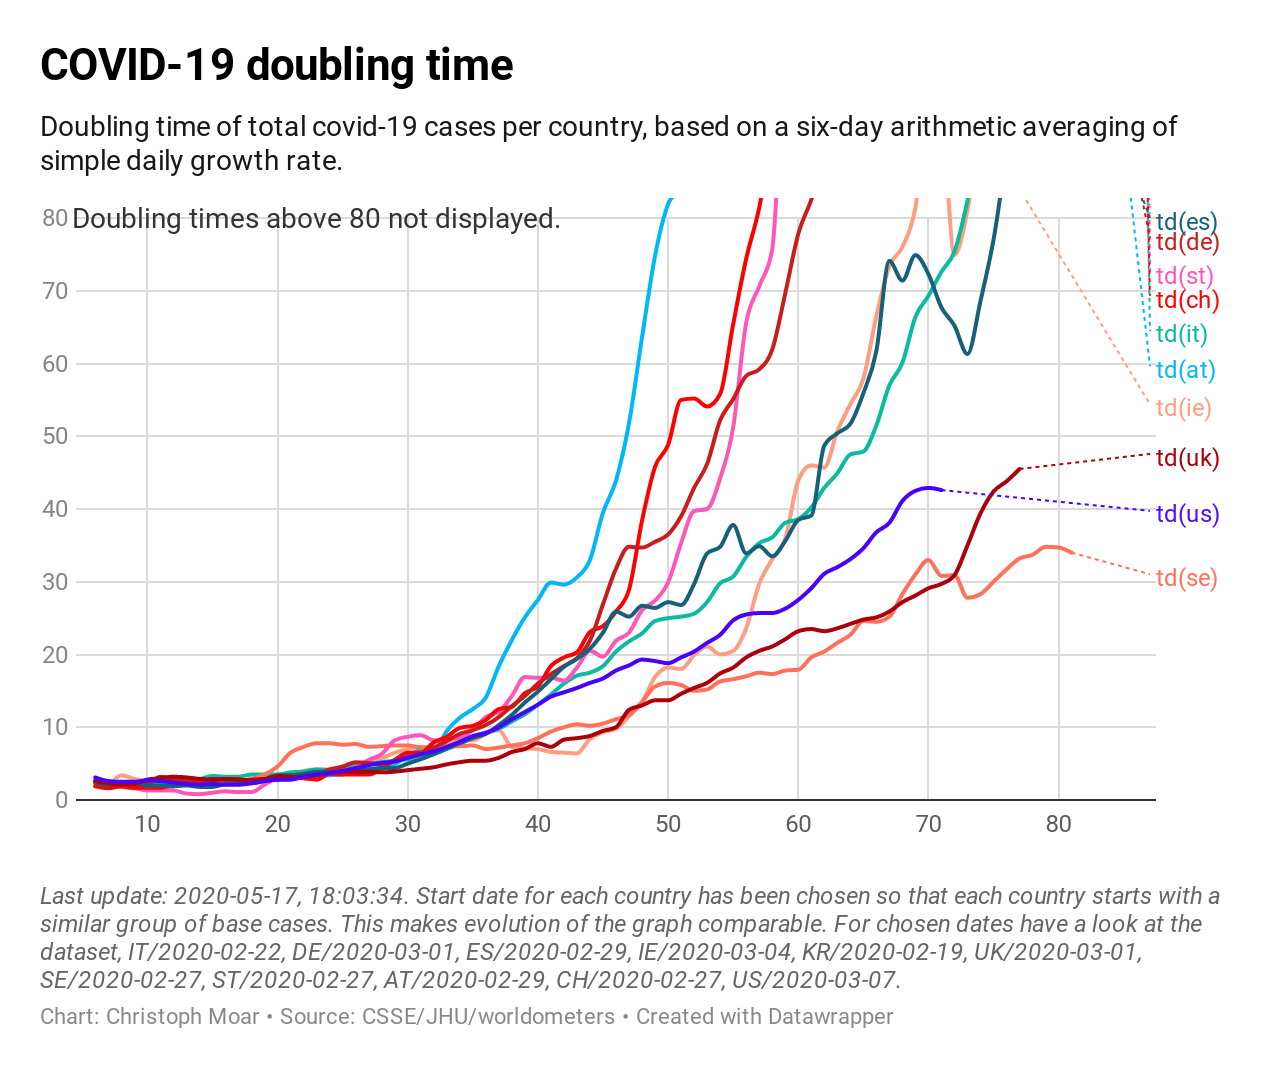 COVID-19 doubling time
Doubling time of total covid-19 cases per country, based on a six-day arithmetic averaging of
simple daily growth rate.
80 Doubling times above 80 not displayed.
td(es)
td(de)
td(st)
70
td(ch)
td(it)
60
td(at)
td(ie)
50
td(uk)
40
td(us)
30
td(se)
20
10
0
10 20 30 40 50 60 70 80
Last update: 2020-05-17, 18:03:34. Start date for each country has been chosen so that each country starts with a
similar group of base cases. This makes evolution of the graph comparable. For chosen dates have a look at the
dataset, IT/2020-02-22, DE/2020-03-01, ES/2020-02-29, IE/2020-03-04, KR/2020-02-19, UK/2020-03-01,
SE/2020-02-27, ST/2020-02-27, AT/2020-02-29, CH/2020-02-27, US/2020-03-07.
Chart: Christoph Moar • Source: CSSE/JHU/worldometers • Created with Datawrapper